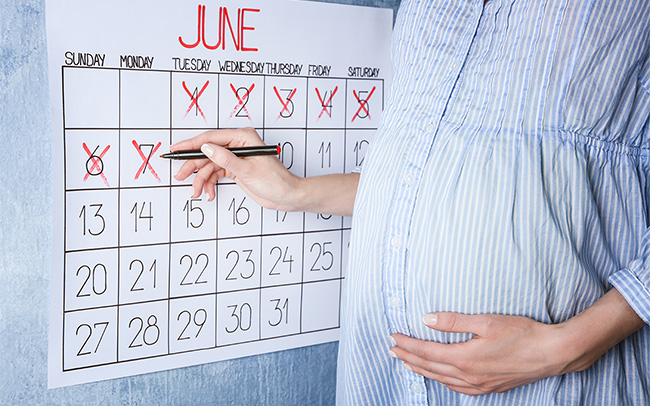 JUNE
SUNDAY MONDAY TUESDAY WEDNESDAY THURSDAY FRIDAY SATURDAY
1 2 3 4 5
6 7 10 11 12
13 14 15 16 17
20 21 22 23 24 25
27 28 29 30 31